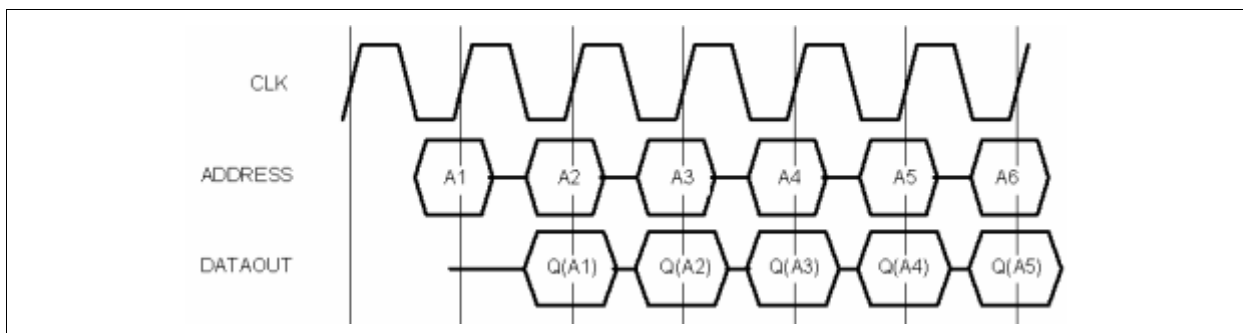 CLK
ADDRESS A1 A2 A3 A4 A5 A6
DATAOUT Q(A1) Q(A2) Q(A3) Q(A4) Q(A5)